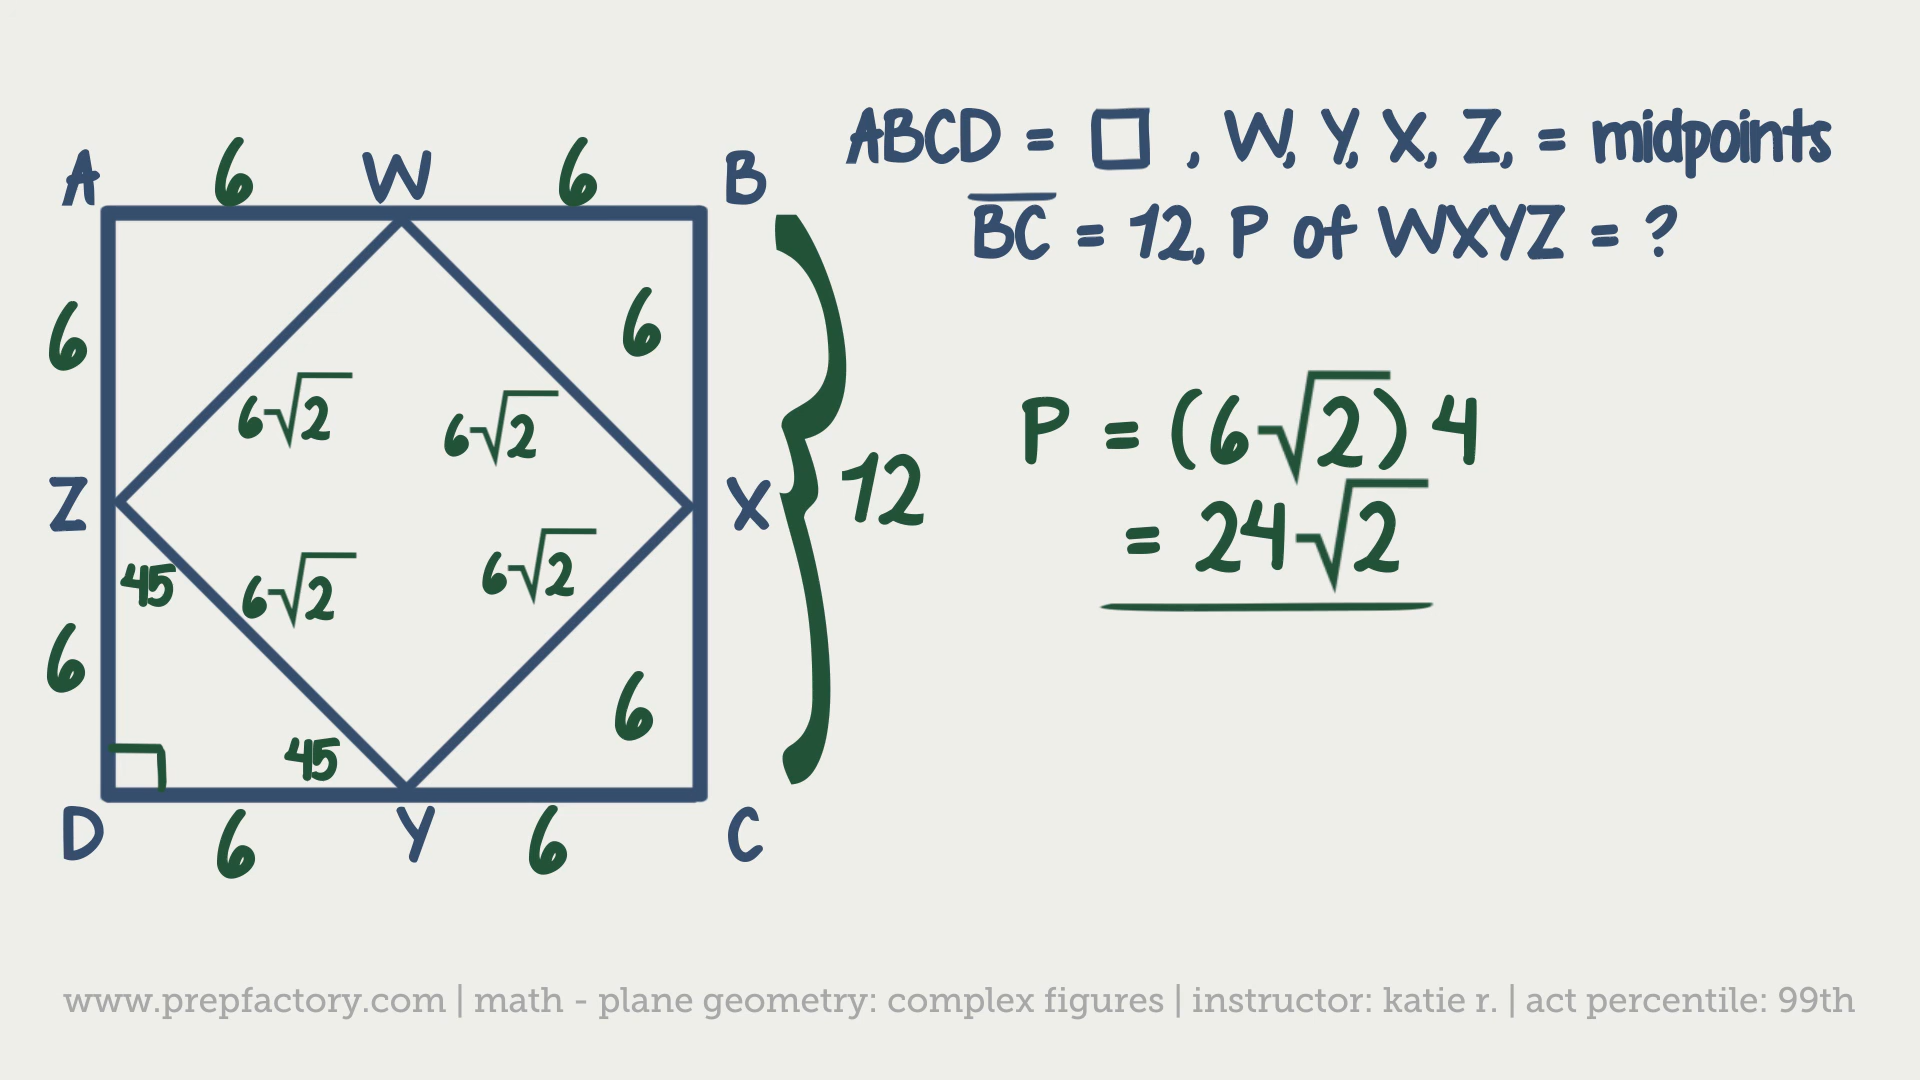 ABCD = □ , W, Y, X, Z, = midpoints
BC = 12, P of WXYZ = ?
A 6 W 6 B
6 6
6√2 6√2
P = (6√2) 4
Z X 12
= 24√2
45 6√2 6√2
6 6
45
D 6 Y 6 C
www.prepfactory.com | math - plane geometry: complex figures | instructor: katie r. | act percentile: 99th